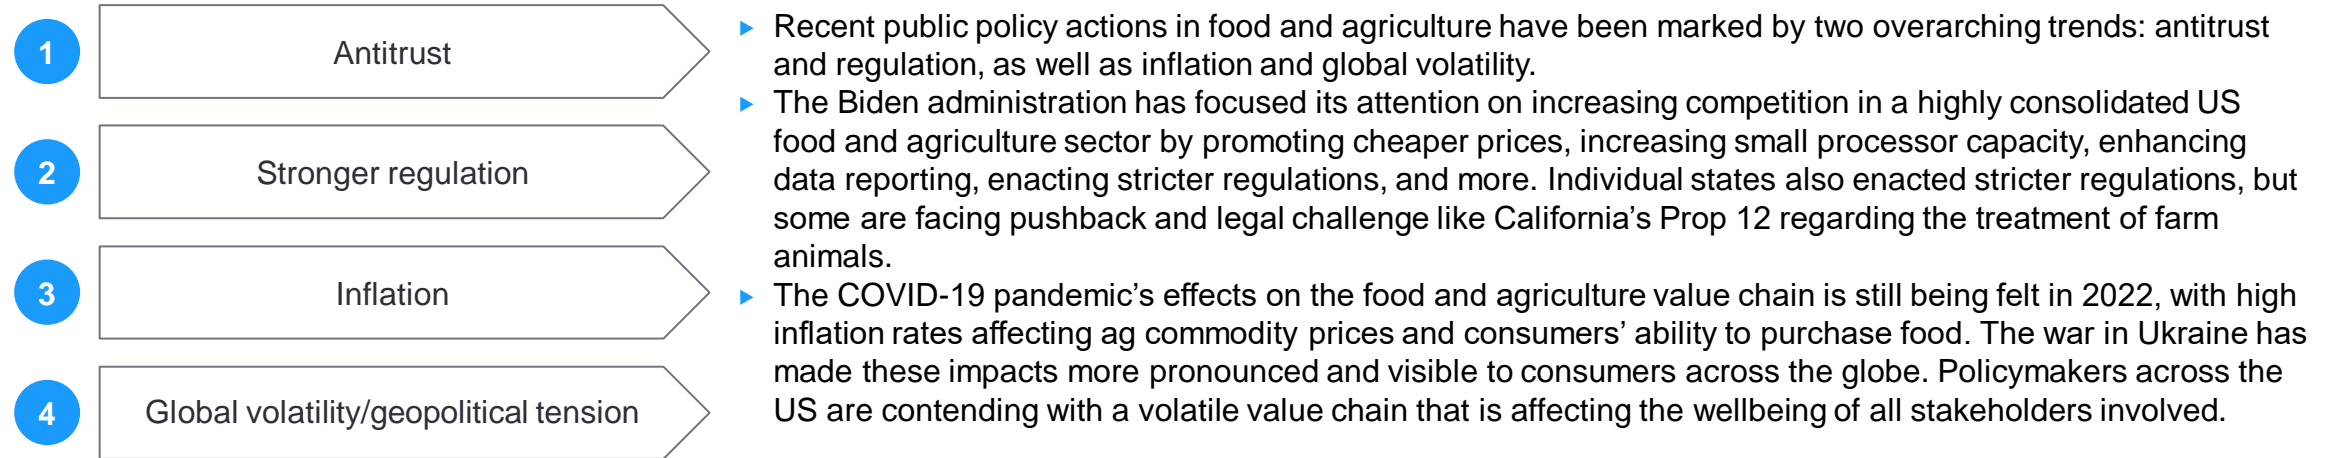 1
Antitrust
2
Stronger regulation
3
Inflation
4
Global volatility/geopolitical tension
Recent public policy actions in food and agriculture have been marked by two overarching trends: antitrust
and regulation, as well as inflation and global volatility.
The Biden administration has focused its attention on increasing competition in a highly consolidated US
food and agriculture sector by promoting cheaper prices, increasing small processor capacity, enhancing
data reporting, enacting stricter regulations, and more. Individual states also enacted stricter regulations, but
some are facing pushback and legal challenge like California’s Prop 12 regarding the treatment of farm
animals.
The COVID-19 pandemic’s effects on the food and agriculture value chain is still being felt in 2022, with high
inflation rates affecting ag commodity prices and consumers’ ability to purchase food. The war in Ukraine has
made these impacts more pronounced and visible to consumers across the globe. Policymakers across the
US are contending with a volatile value chain that is affecting the wellbeing of all stakeholders involved.